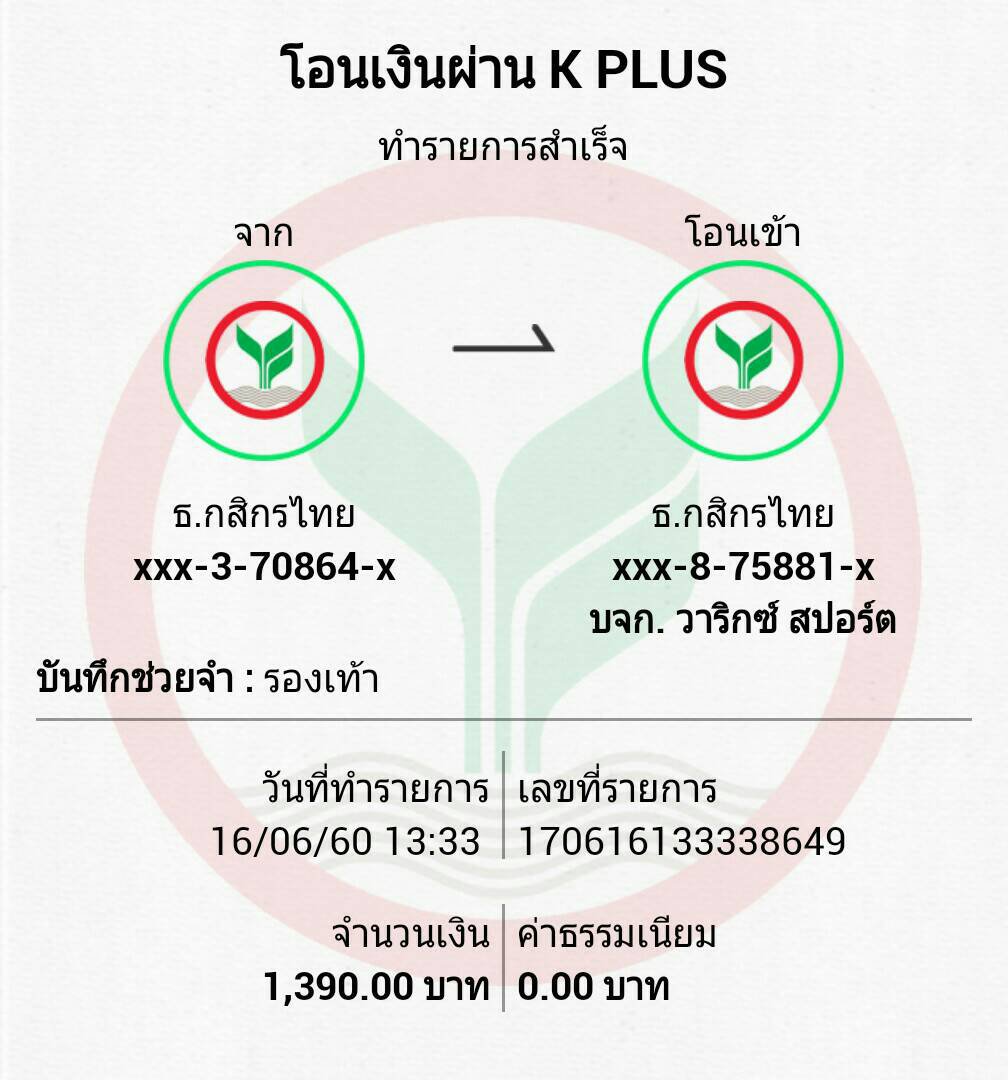 โอนเงินผ่าน K PLUS
ทำรายการสำเร็จ
จาก
โอนเข้า
ธ.กสิกรไทย
xxx-3-70864-x
ธ.กสิกรไทย
xxx-8-75881-x
บจก. วาริกซ์ สปอร์ต
บันทึกช่วยจำ : รองเท้า
วันที่ทำรายการ
16/06/60 13:33
เลขที่รายการ
170616133338649
จำนวนเงิน
1,390.00 บาท
ค่าธรรมเนียม
0.00 บาท